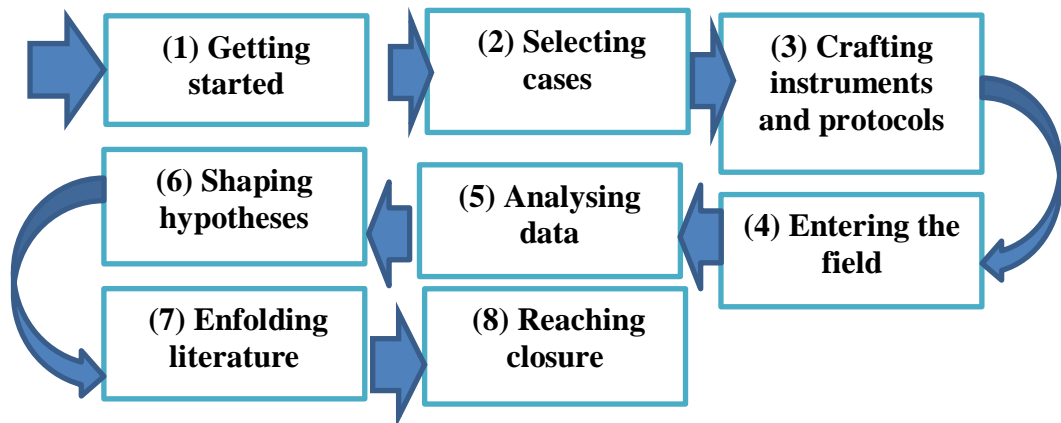 (1) Getting
started
(2) Selecting
cases
(3) Crafting
instruments
and protocols
(4) Entering the
field
(5) Analysing
data
(6) Shaping
hypotheses
(7) Enfolding
literature
(8) Reaching
closure